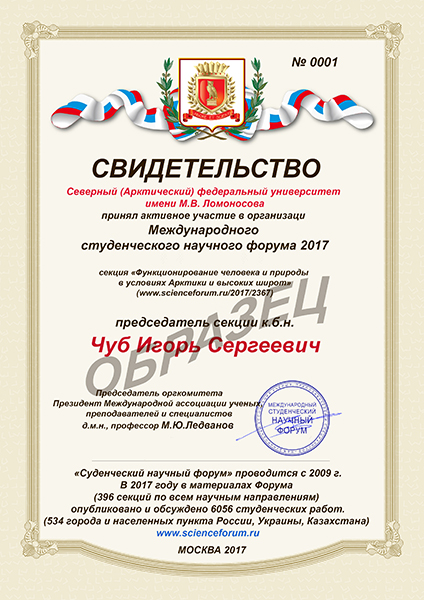 № 0001
СВИДЕТЕЛЬСТВО
Северный (Арктический) федеральный университет
имени М.В. Ломоносова
принял активное участие в организаци
Международного
студенческого научного форума 2017
секция «Функционирование человека и природы
в условиях Арктики и высоких широт»
(www.scienceforum.ru/2017/2367)
ОБРАЗЕЦ
председатель секции к.б.н.
Чуб Игорь Сергеевич
Председатель оргкомитета
Президент Международной ассоциации ученых,
преподавателей и специалистов
д.м.н., профессор М.Ю.Ледванов
МЕЖДУНАРОДНЫЙ
СТУДЕНЧЕСКИЙ
НАУЧНЫЙ
ФОРУМ
«Суденческий научный форум» проводится с 2009 г.
В 2017 году в материалах Форума
(396 секций по всем научным направлениям)
опубликовано и обсуждено 6056 студенческих работ.
(534 города и населенных пункта России, Украины, Казахстана)
www.scienceforum.ru
МОСКВА 2017